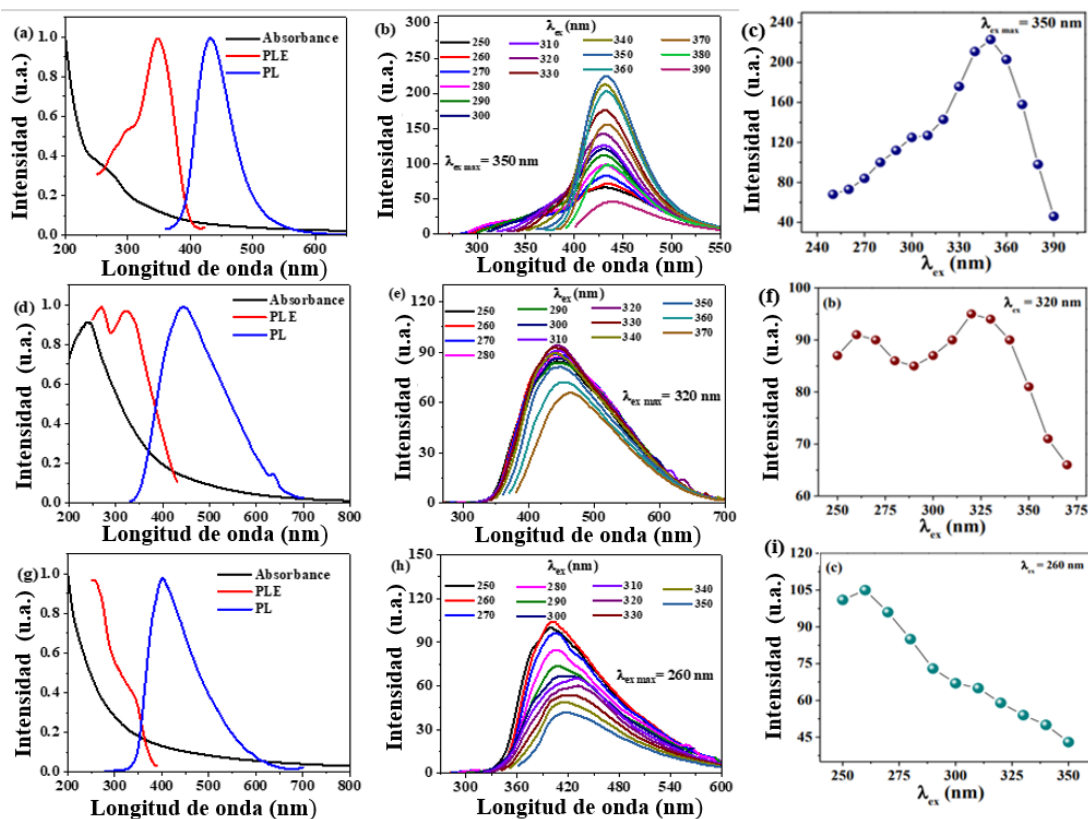 (a)
Absorbance
PLE
PL
Intensidad (u.a.)
1.0
0.8
0.6
0.4
0.2
0.0
200 300 400 500 600
Longitud de onda (nm)
(b)
λex (nm)
250 310 340 370
260 320 350 380
270 330 360 390
280
290
300
λex max = 350 nm
Intensidad (u.a.)
300
250
200
150
100
50
0
250 300 350 400 450 500 550
Longitud de onda (nm)
(c)
λex max = 350 nm
Intensidad (u.a.)
240
200
160
120
80
40
240 270 300 330 360 390
λex (nm)
(d)
Absorbance
PLE
PL
Intensidad (u.a.)
1.0
0.8
0.6
0.4
0.2
0.0
200 300 400 500 600 700 800
Longitud de onda (nm)
(e)
λex (nm)
250 290 320 350
260 300 330 360
270 310 340 370
280
λex max = 320 nm
Intensidad (u.a.)
120
90
60
30
0
300 400 500 600 700
Longitud de onda (nm)
(f)
(b)
λex = 320 nm
Intensidad (u.a.)
100
90
80
70
60
250 275 300 325 350 375
λex (nm)
(g)
Absorbance
PLE
PL
Intensidad (u.a.)
1.0
0.8
0.6
0.4
0.2
0.0
200 300 400 500 600 700 800
Longitud de onda (nm)
(h)
λex (nm)
250 280 310 340
260 290 320 350
270 300 330
λex max = 260 nm
Intensidad (u.a.)
150
120
90
60
30
0
300 360 420 480 540 600
Longitud de onda (nm)
(i)
(c)
λex = 260 nm
Intensidad (u.a.)
120
105
90
75
60
45
250 275 300 325 350
λex (nm)